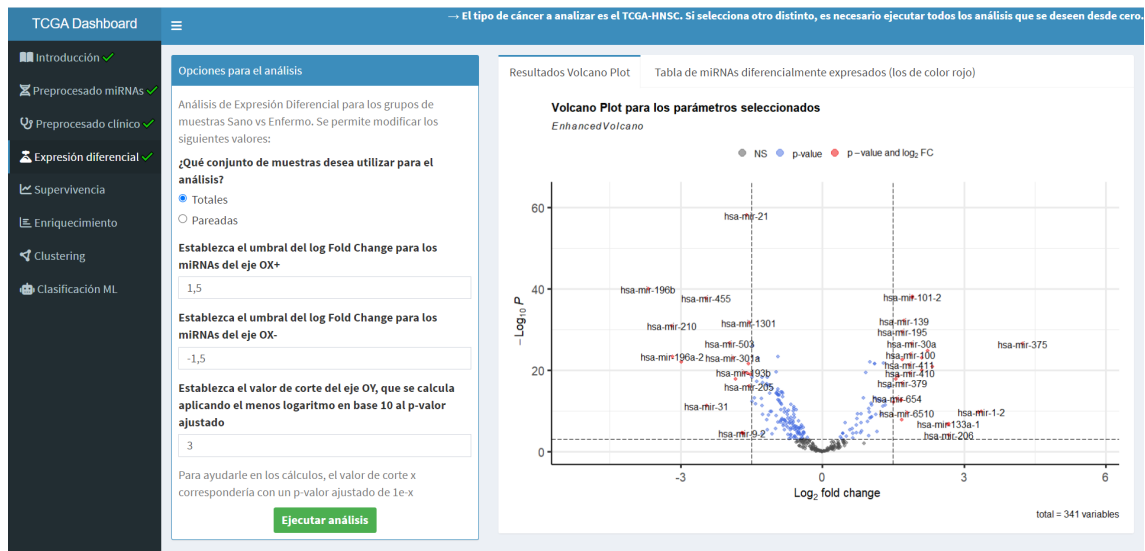 TCGA Dashboard
→ El tipo de cáncer a analizar es el TCGA-HNSC. Si selecciona otro distinto, es necesario ejecutar todos los análisis que se deseen desde cero.
Introducción
Preprocesado miRNAs
Preprocesado clínico
Expresión diferencial
Supervivencia
Enriquecimiento
Clustering
Clasificación ML
Opciones para el análisis
Análisis de Expresión Diferencial para los grupos de
muestras Sano vs Enfermo. Se permite modificar los
siguientes valores:
¿Qué conjunto de muestras desea utilizar para el
análisis?
Totales
Pareadas
Establezca el umbral del log Fold Change para los
miRNAs del eje OX+
1,5
Establezca el umbral del log Fold Change para los
miRNAs del eje OX-
-1,5
Establezca el valor de corte del eje OY, que se calcula
aplicando el menos logaritmo en base 10 al p-valor
ajustado
3
Para ayudarle en los cálculos, el valor de corte x
correspondería con un p-valor ajustado de 1e-x
Ejecutar análisis
Resultados Volcano Plot
Tabla de miRNAs diferencialmente expresados (los de color rojo)
Volcano Plot para los parámetros seleccionados
EnhancedVolcano
NS p-value p – value and log₂ FC
– Log₁₀ P
60
40
20
0
hsa-mir-21
hsa-mir-196b
hsa-mir-455
hsa-mir-101-2
hsa-mir-210
hsa-mir-1301
hsa-mir-139
hsa-mir-195
hsa-mir-503
hsa-mir-30a
hsa-mir-375
hsa-mir-196a-2
hsa-mir-301a
hsa-mir-100
hsa-mir-411
hsa-mir-193b
hsa-mir-410
hsa-mir-205
hsa-mir-379
hsa-mir-31
hsa-mir-654
hsa-mir-6510
hsa-mir-1-2
hsa-mir-133a-1
hsa-mir-9-2
hsa-mir-206
-3 0 3 6
Log₂ fold change
total = 341 variables